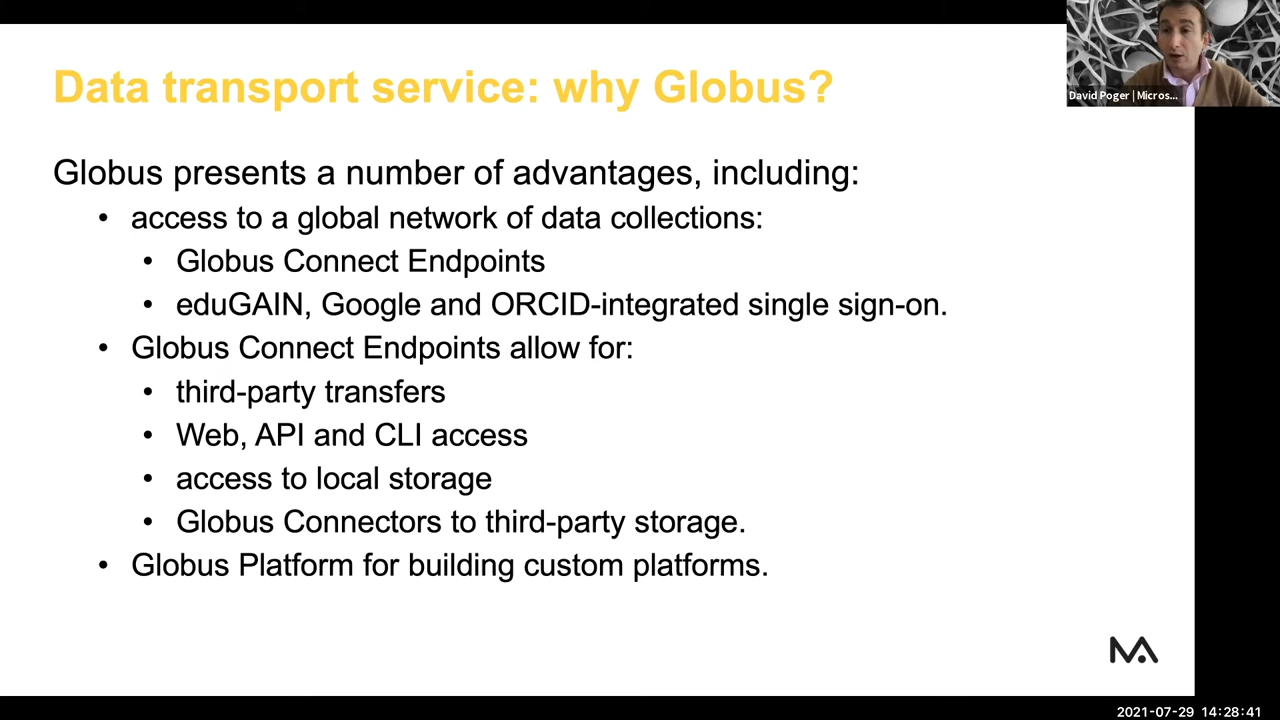 Data transport service: why Globus?
David Poger | Micros...
Globus presents a number of advantages, including:
• access to a global network of data collections:
• Globus Connect Endpoints
• eduGAIN, Google and ORCID-integrated single sign-on.
• Globus Connect Endpoints allow for:
• third-party transfers
• Web, API and CLI access
• access to local storage
• Globus Connectors to third-party storage.
• Globus Platform for building custom platforms.
MA
2021-07-29 14:28:41